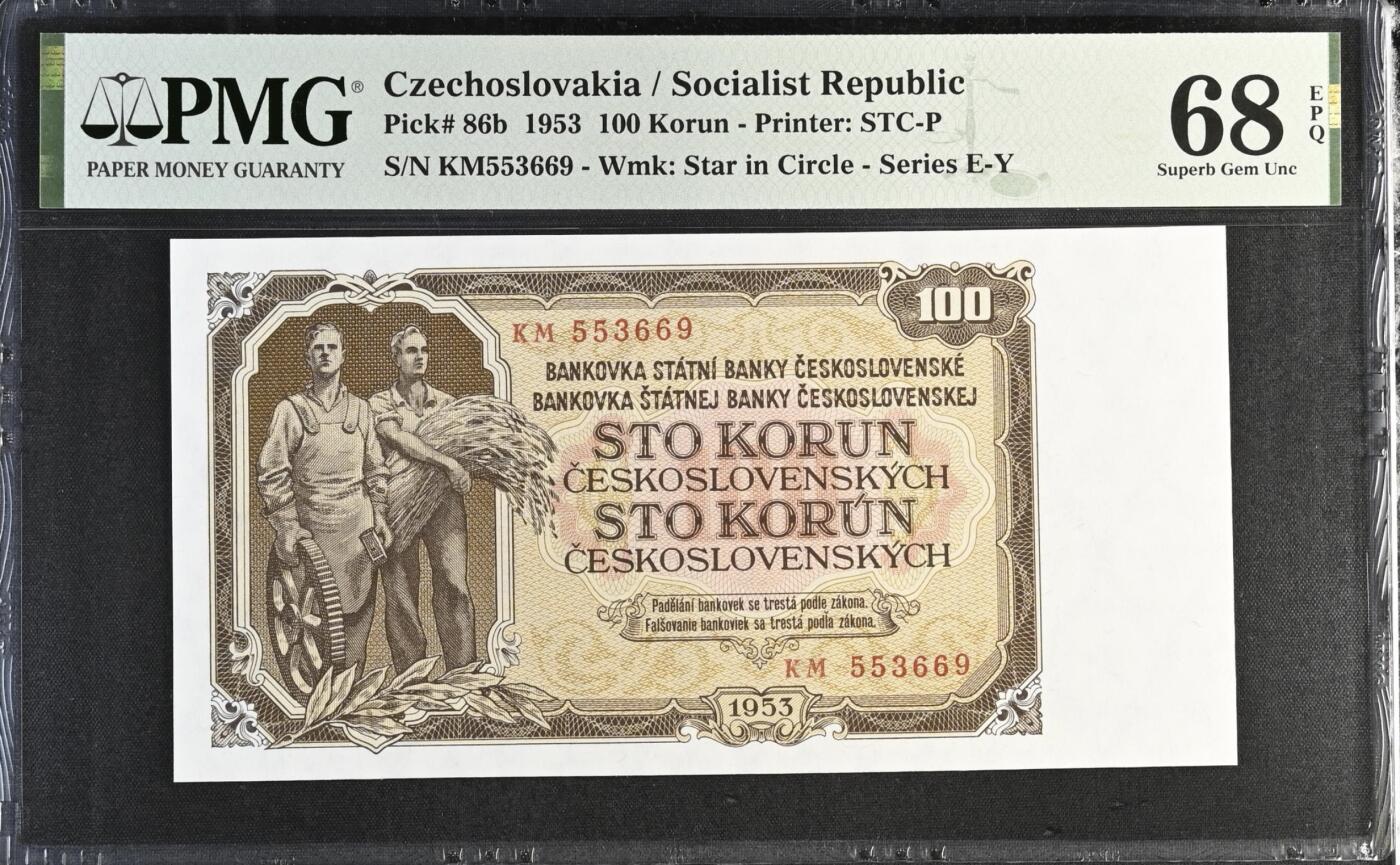 PMG®
PAPER MONEY GUARANTY
Czechoslovakia / Socialist Republic
Pick# 86b 1953 100 Korun - Printer: STC-P
S/N KM553669 - Wmk: Star in Circle - Series E-Y
68
Superb Gem Unc
EPQ
100
KM 553669
BANKOVKA STÁTNÍ BANKY ČESKOSLOVENSKÉ
BANKOVKA ŠTÁTNEJ BANKY ČESKOSLOVENSKEJ
STO KORUN
ČESKOSLOVENSKÝCH
STO KORÚN
ČESKOSLOVENSKÝCH
Padělání bankovek se trestá podle zákona.
Falšovanie bankoviek sa trestá podľa zákona.
KM 553669
1953